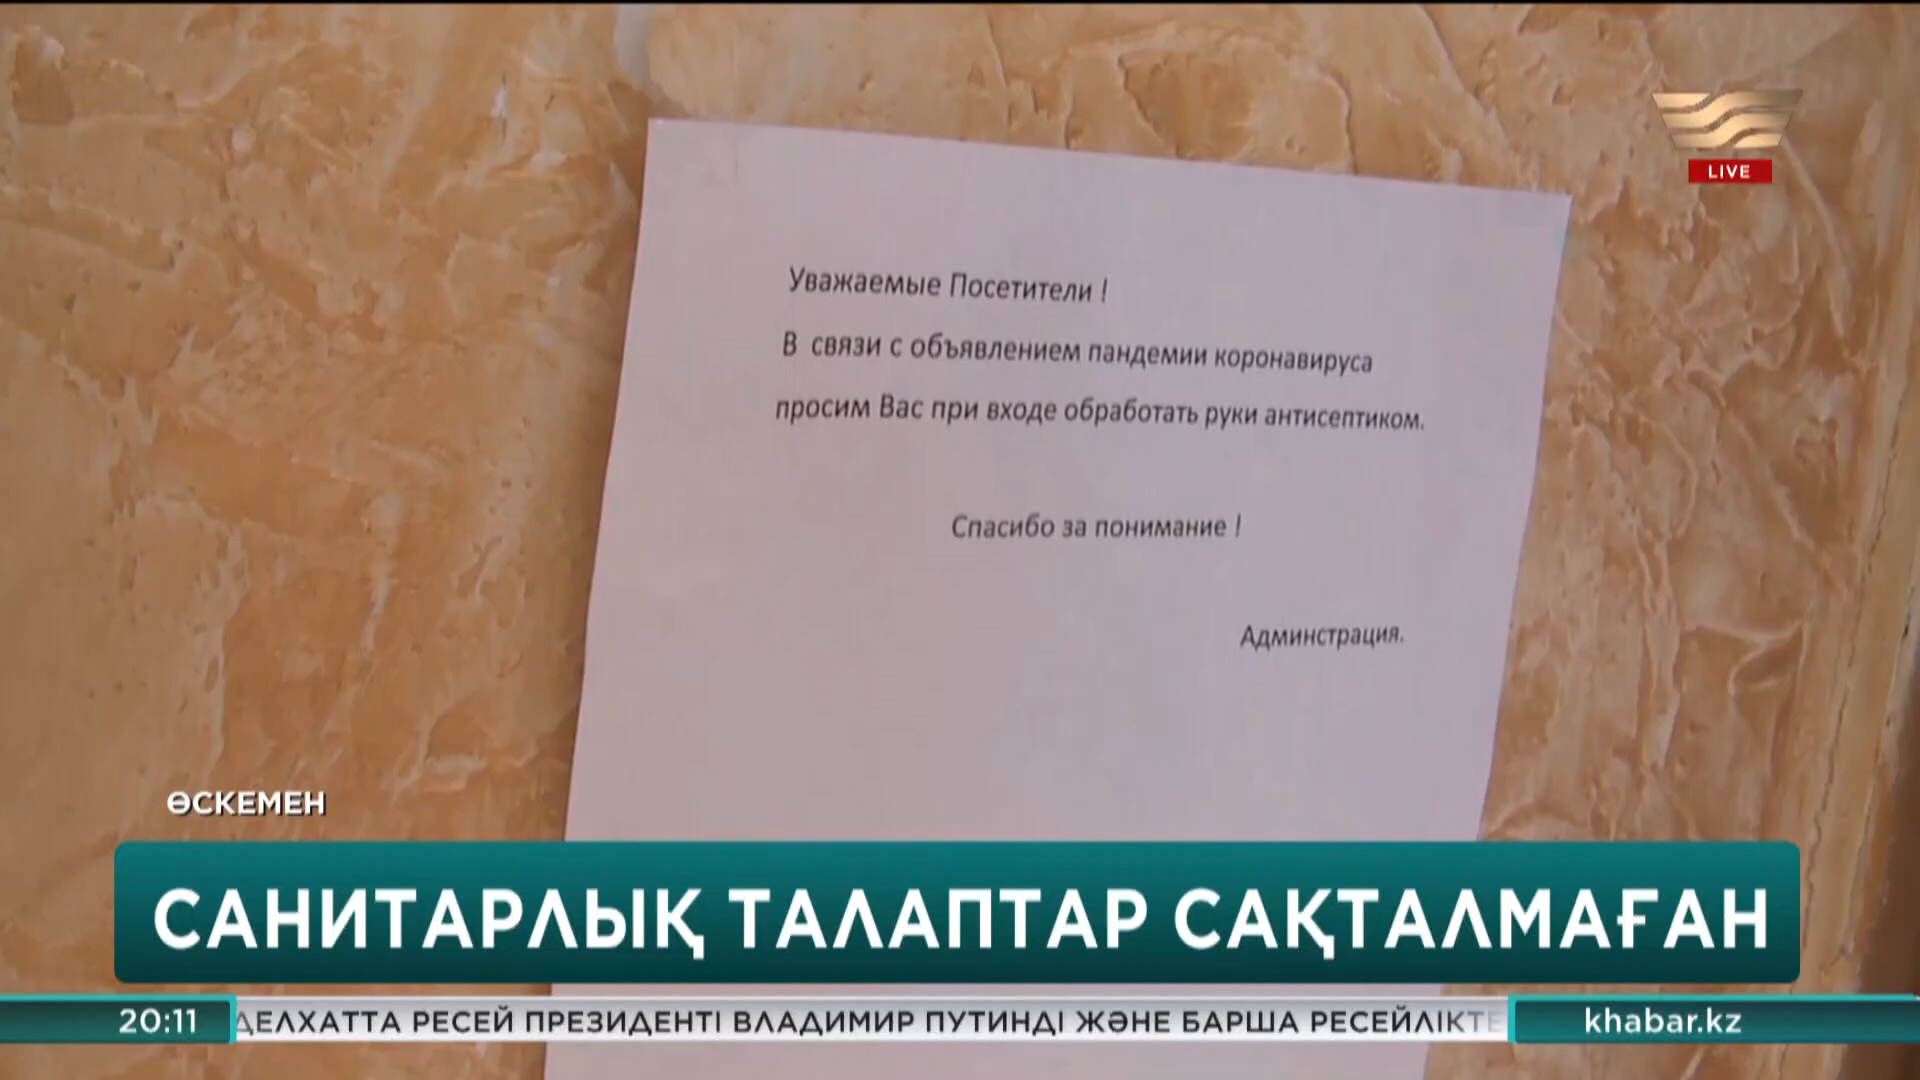 LIVE
Уважаемые Посетители !
В связи с объявлением пандемии коронавируса
просим Вас при входе обработать руки антисептиком.
Спасибо за понимание !
Админстрация.
ӨСКЕМЕН
САНИТАРЛЫҚ ТАЛАПТАР САҚТАЛМАҒАН
20:11
ДЕЛХАТТА РЕСЕЙ ПРЕЗИДЕНТІ ВЛАДИМИР ПУТИНДІ ЖӘНЕ БАРША РЕСЕЙЛІКТЕ
khabar.kz